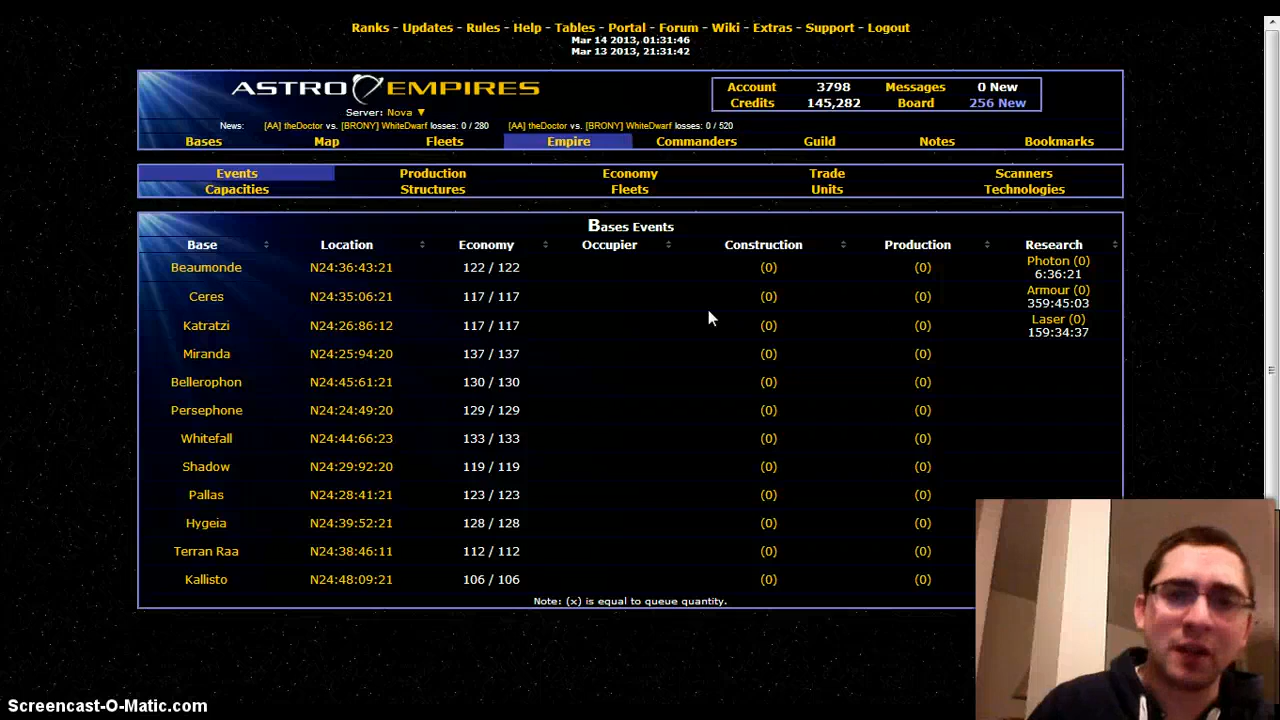 Ranks - Updates - Rules - Help - Tables - Portal - Forum - Wiki - Extras - Support - Logout
Mar 14 2013, 01:31:46
Mar 13 2013, 21:31:42
ASTRO EMPIRES
Account 3798 Messages 0 New
Credits 145,282 Board 256 New
Server: Nova ▼
News: [AA] theDoctor vs. [BRONY] WhiteDwarf losses: 0 / 280 [AA] theDoctor vs. [BRONY] WhiteDwarf losses: 0 / 520
Bases Map Fleets Empire Commanders Guild Notes Bookmarks
Events Production Economy Trade Scanners
Capacities Structures Fleets Units Technologies
Bases Events
Base Location Economy Occupier Construction Production Research
Beaumonde N24:36:43:21 122 / 122 (0) (0) Photon (0) 6:36:21
Ceres N24:35:06:21 117 / 117 (0) (0) Armour (0) 359:45:03
Katratzi N24:26:86:12 117 / 117 (0) (0) Laser (0) 159:34:37
Miranda N24:25:94:20 137 / 137 (0) (0)
Bellerophon N24:45:61:21 130 / 130 (0) (0)
Persephone N24:24:49:20 129 / 129 (0) (0)
Whitefall N24:44:66:23 133 / 133 (0) (0)
Shadow N24:29:92:20 119 / 119 (0) (0)
Pallas N24:28:41:21 123 / 123 (0) (0)
Hygeia N24:39:52:21 128 / 128 (0) (0)
Terran Raa N24:38:46:11 112 / 112 (0) (0)
Kallisto N24:48:09:21 106 / 106 (0) (0)
Note: (x) is equal to queue quantity.
Screencast-O-Matic.com